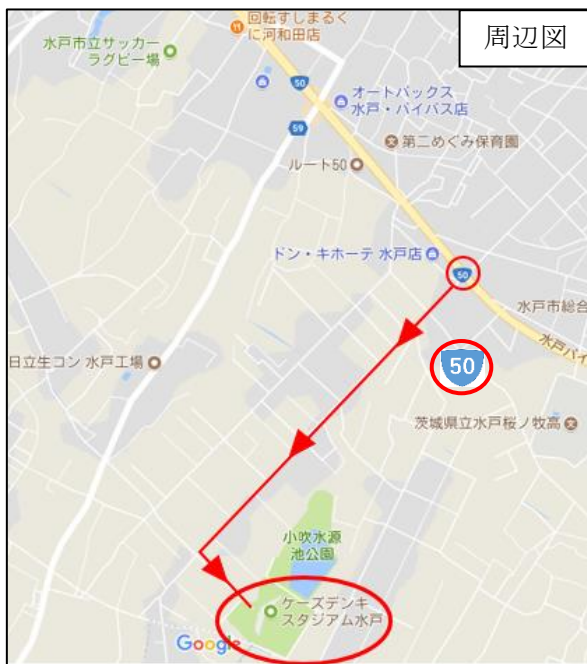 周辺図
回転すしまるく
に河和田店
水戸市立サッカー
ラグビー場
50
オートバックス
水戸・バイパス店
59
第二めぐみ保育園
ルート50
ドン・キホーテ 水戸店
50
水戸市総合
水戸バイ
50
日立生コン 水戸工場
茨城県立水戸桜ノ牧高
小吹水源
池公園
ケーズデンキ
スタジアム水戸
Google